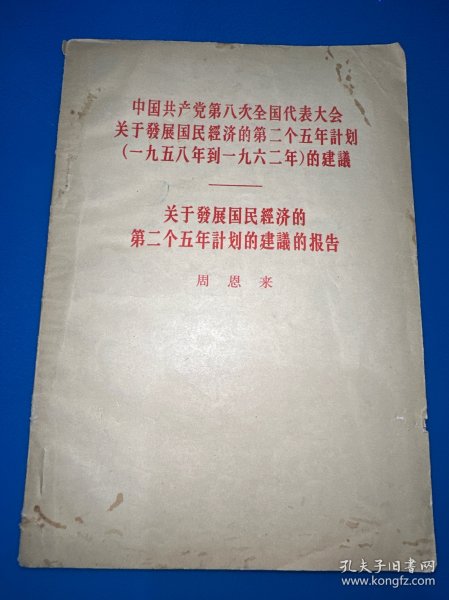 中国共产党第八次全国代表大会
关于發展国民經济的第二个五年計划
(一九五八年到一九六二年)的建議
关于發展国民經济的
第二个五年計划的建議的报告
周恩来
孔夫子旧书网
www.kongfz.com